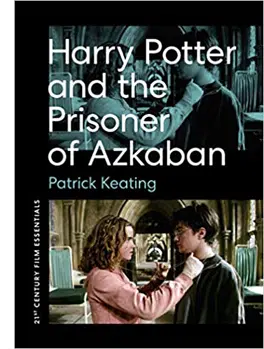 Harry Potter
and the
Prisoner
of Azkaban
Patrick Keating
21ST CENTURY FILM ESSENTIALS